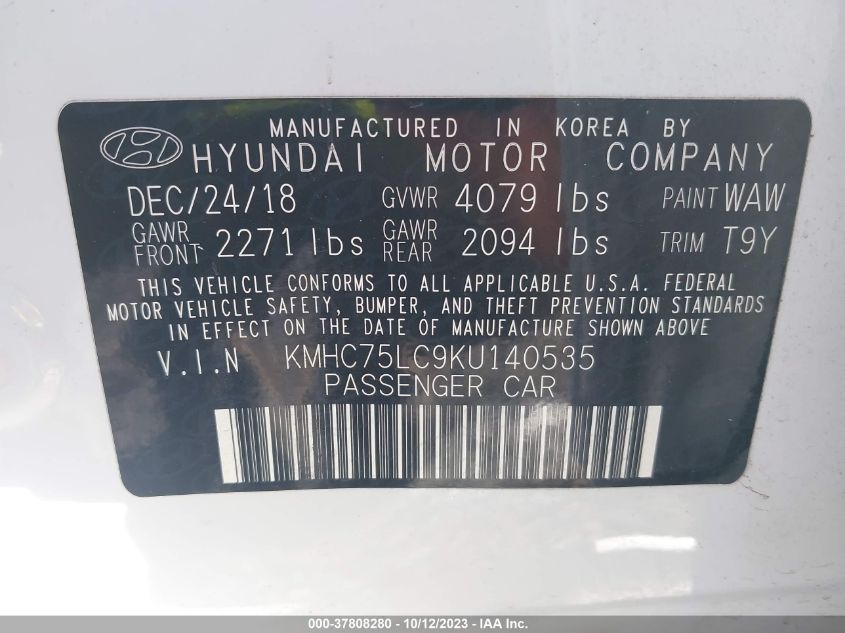 MANUFACTURED IN KOREA BY
HYUNDAI MOTOR COMPANY
DEC/24/18 GVWR 4079 lbs PAINT WAW
GAWR FRONT 2271 lbs GAWR REAR 2094 lbs TRIM T9Y
THIS VEHICLE CONFORMS TO ALL APPLICABLE U.S.A. FEDERAL
MOTOR VEHICLE SAFETY, BUMPER, AND THEFT PREVENTION STANDARDS
IN EFFECT ON THE DATE OF MANUFACTURE SHOWN ABOVE
V.I.N KMHC75LC9KU140535
PASSENGER CAR
000-37808280 - 10/12/2023 - Copyright © 2023 IAA, Inc.